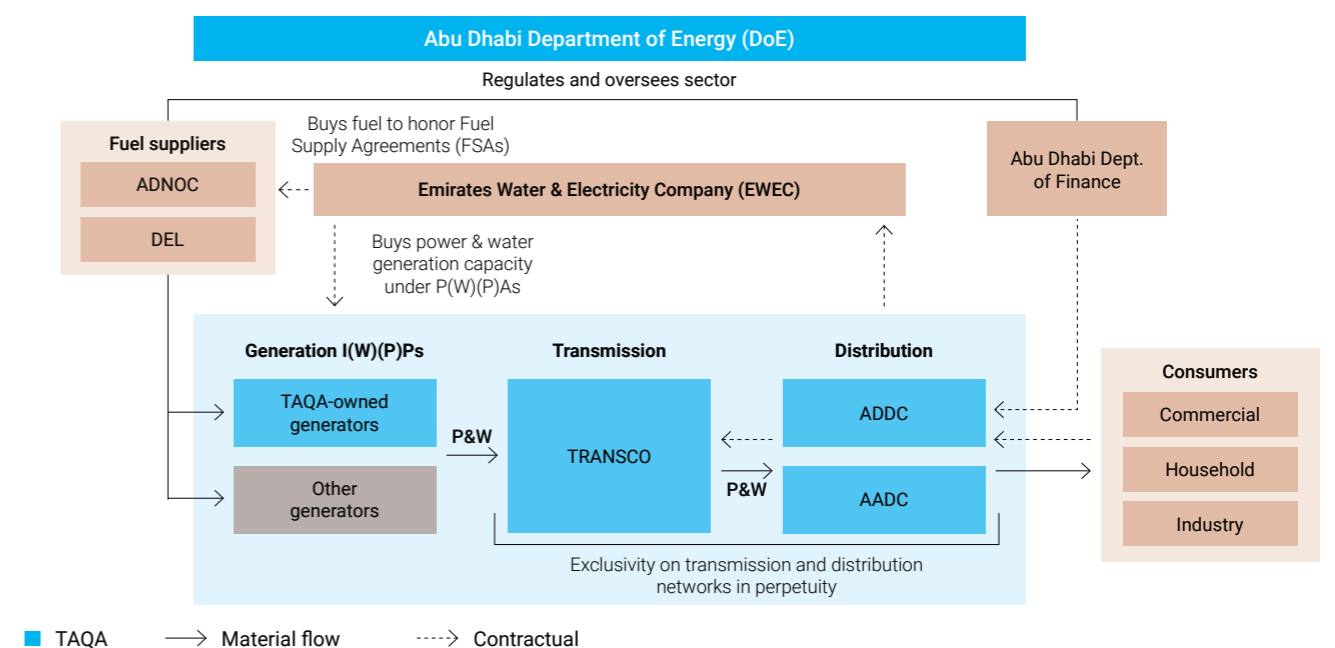 Abu Dhabi Department of Energy (DoE)
Regulates and oversees sector
Fuel suppliers
ADNOC
DEL
Buys fuel to honor Fuel
Supply Agreements (FSAs)
Emirates Water & Electricity Company (EWEC)
Abu Dhabi Dept.
of Finance
Buys power & water
generation capacity
under P(W)(P)As
Generation I(W)(P)Ps
TAQA-owned
generators
Other
generators
P&W
Transmission
TRANSCO
P&W
Distribution
ADDC
AADC
Exclusivity on transmission and distribution
networks in perpetuity
Consumers
Commercial
Household
Industry
TAQA
Material flow
Contractual